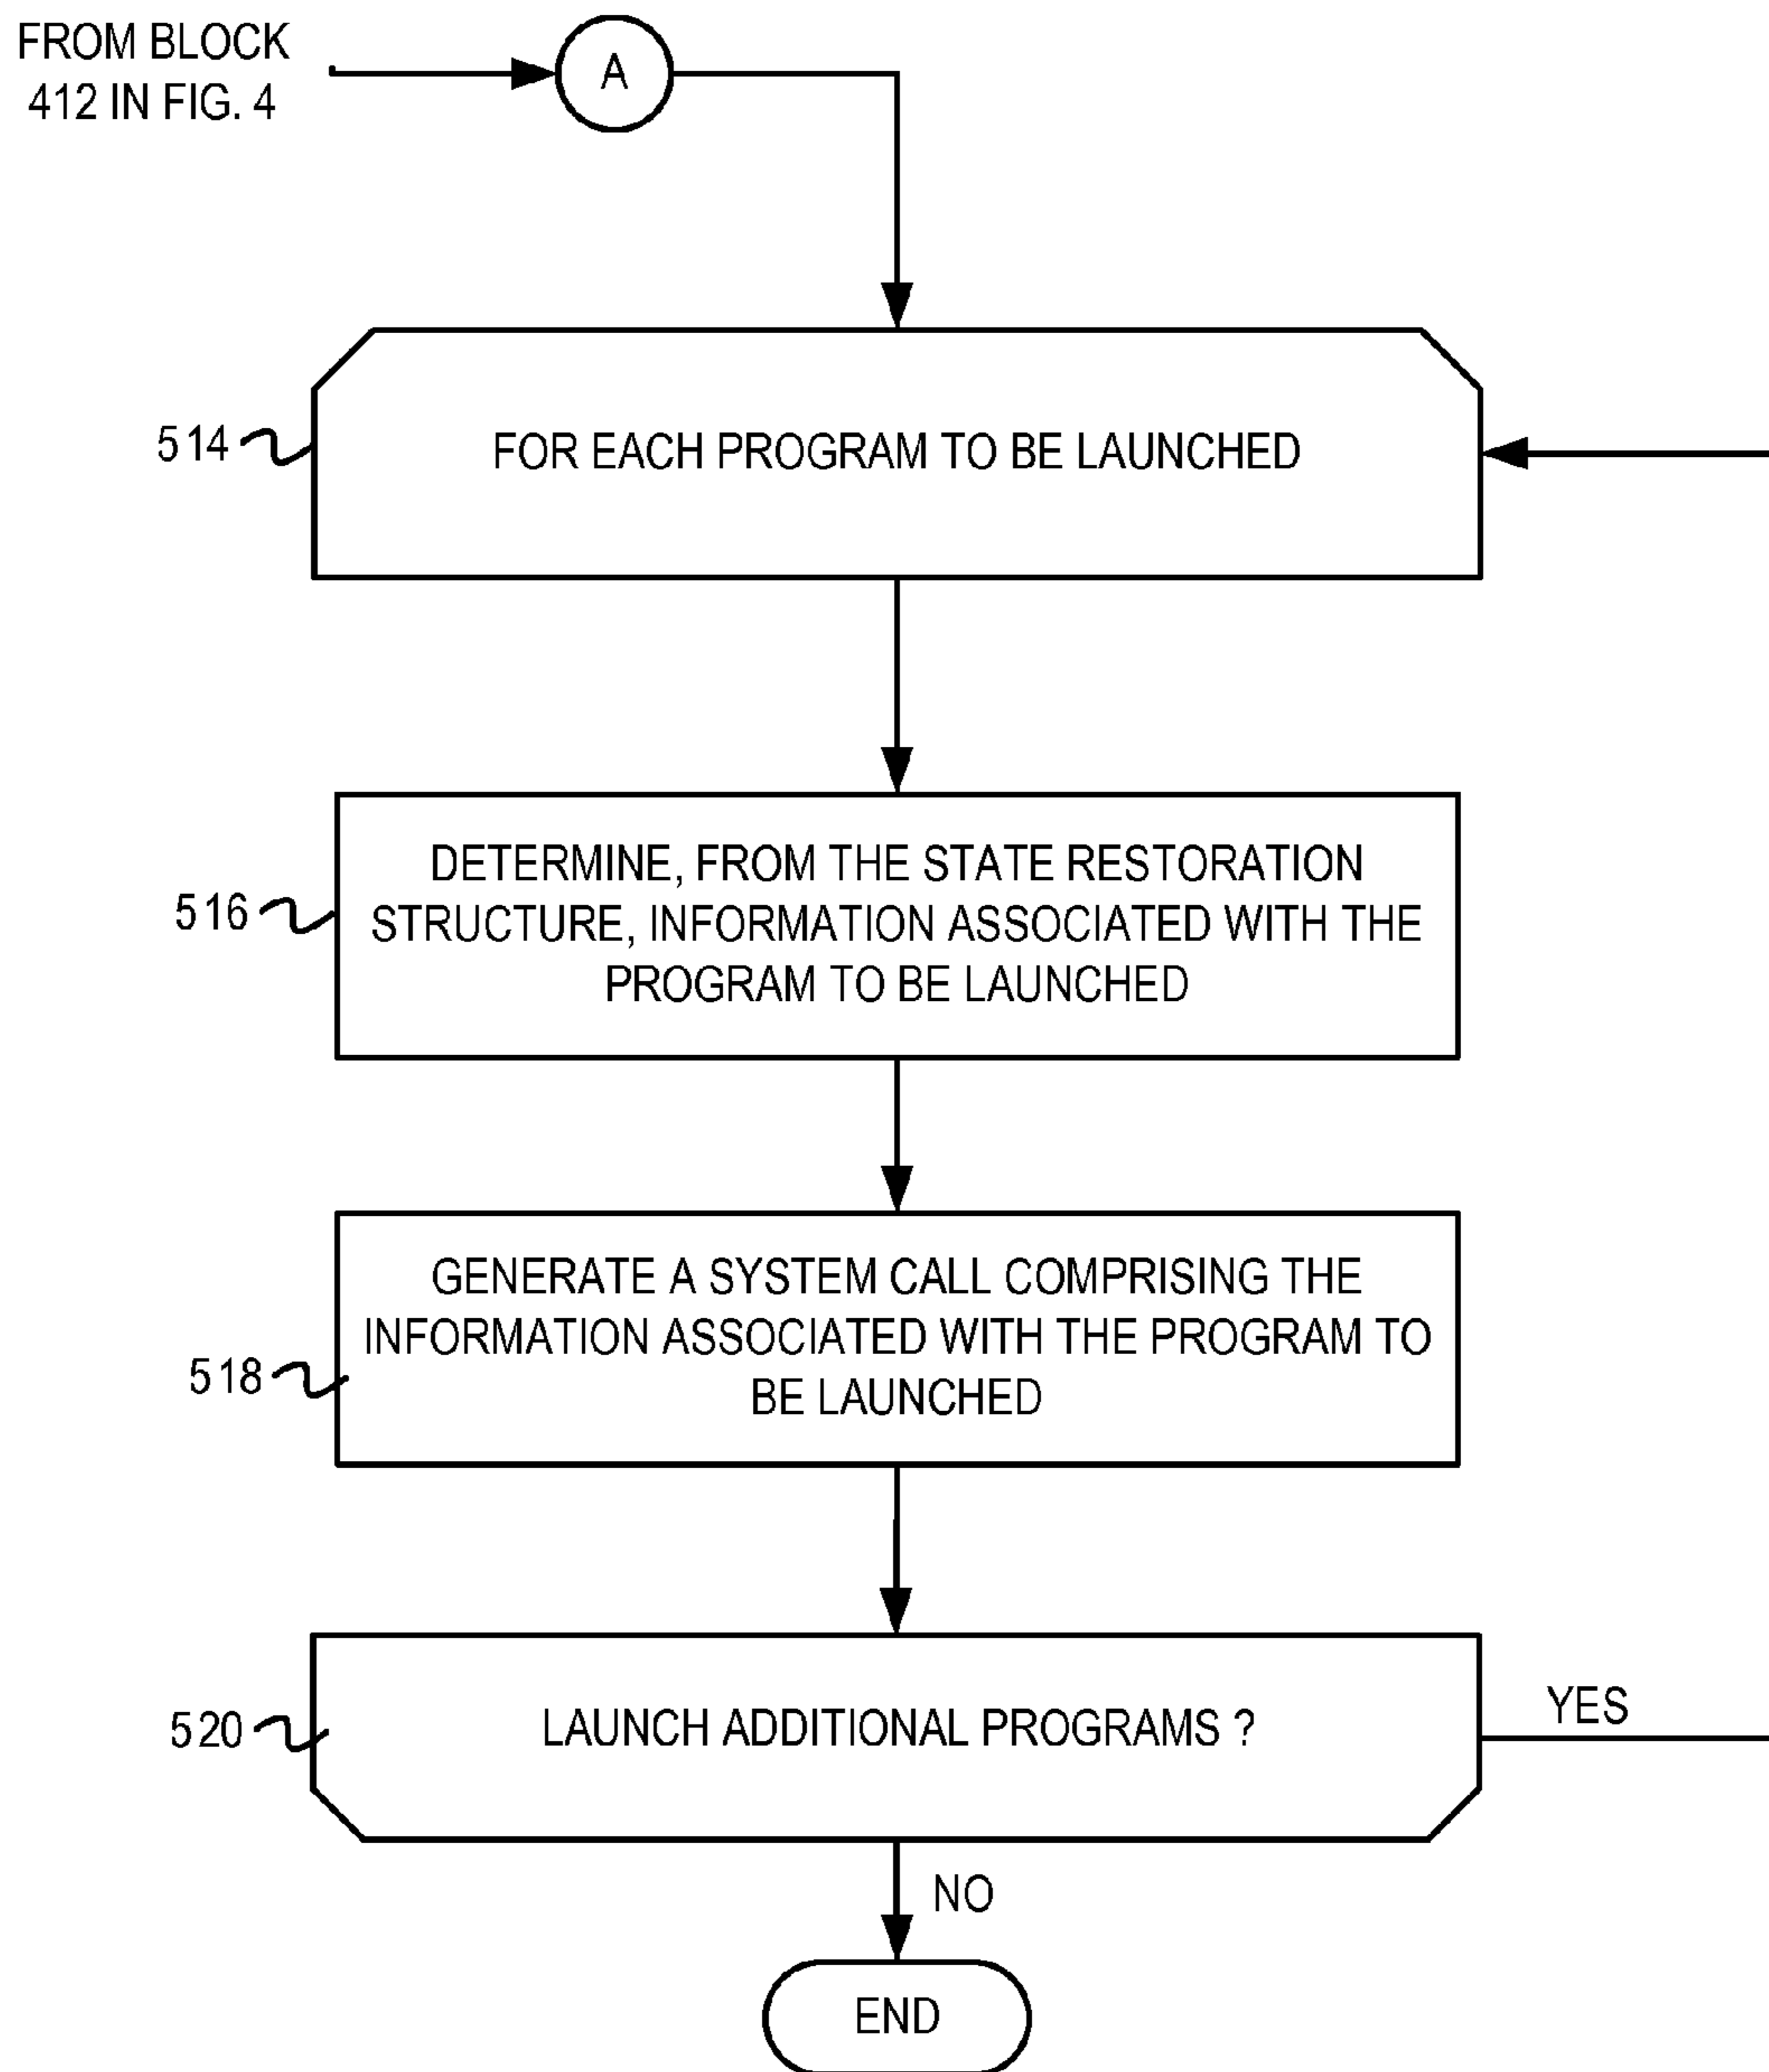 FROM BLOCK
412 IN FIG. 4
A
514
FOR EACH PROGRAM TO BE LAUNCHED
516
DETERMINE, FROM THE STATE RESTORATION
STRUCTURE, INFORMATION ASSOCIATED WITH THE
PROGRAM TO BE LAUNCHED
518
GENERATE A SYSTEM CALL COMPRISING THE
INFORMATION ASSOCIATED WITH THE PROGRAM TO
BE LAUNCHED
520
LAUNCH ADDITIONAL PROGRAMS ?
YES
NO
END